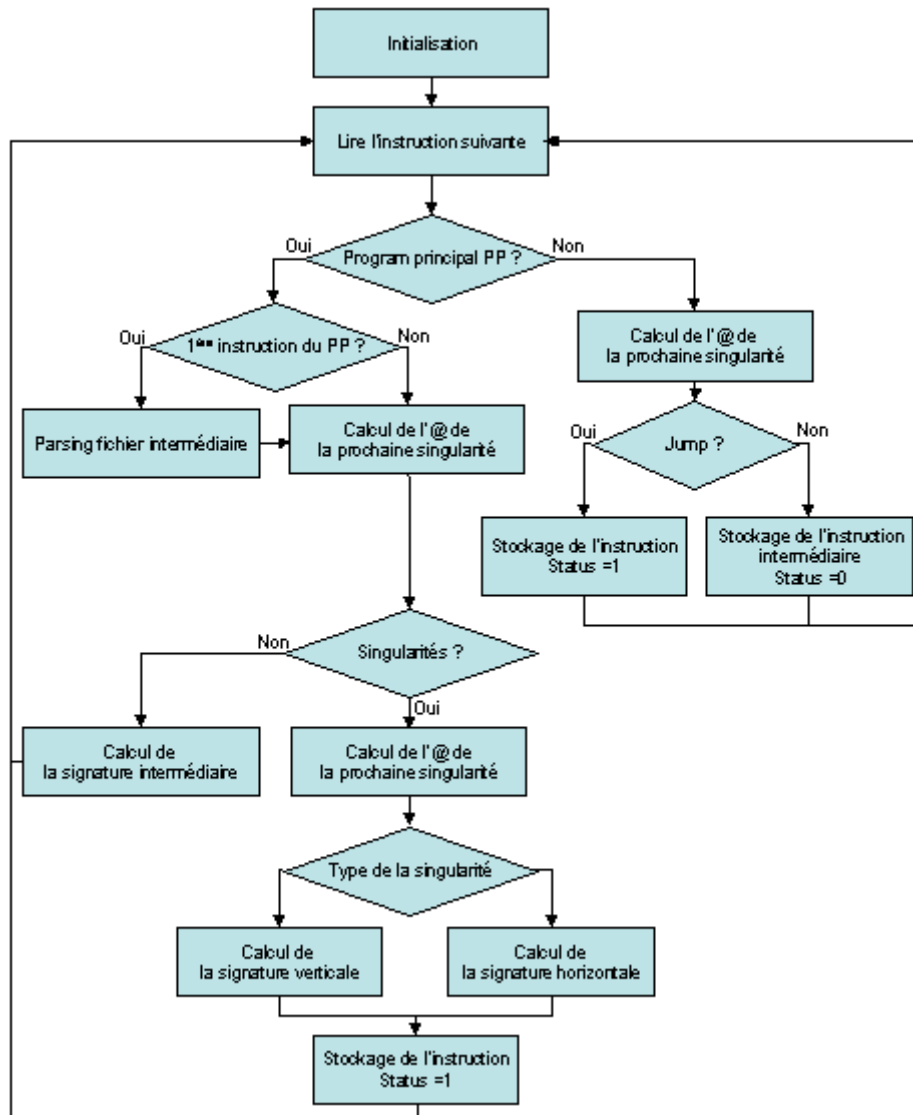 Initialisation
Lire l'instruction suivante
Oui
Program principal PP ?
Non
Oui
1ère instruction du PP ?
Non
Calcul de l'@ de
la prochaine singularité
Parsing fichier intermédiaire
Calcul de l'@ de
la prochaine singularité
Oui
Jump ?
Non
Stockage de l'instruction
Status =1
Stockage de l'instruction
intermédiaire
Status =0
Non
Singularités ?
Oui
Calcul de
la signature intermédiaire
Calcul de l'@ de
la prochaine singularité
Type de la singularité
Calcul de
la signature verticale
Calcul de
la signature horizontale
Stockage de l'instruction
Status =1